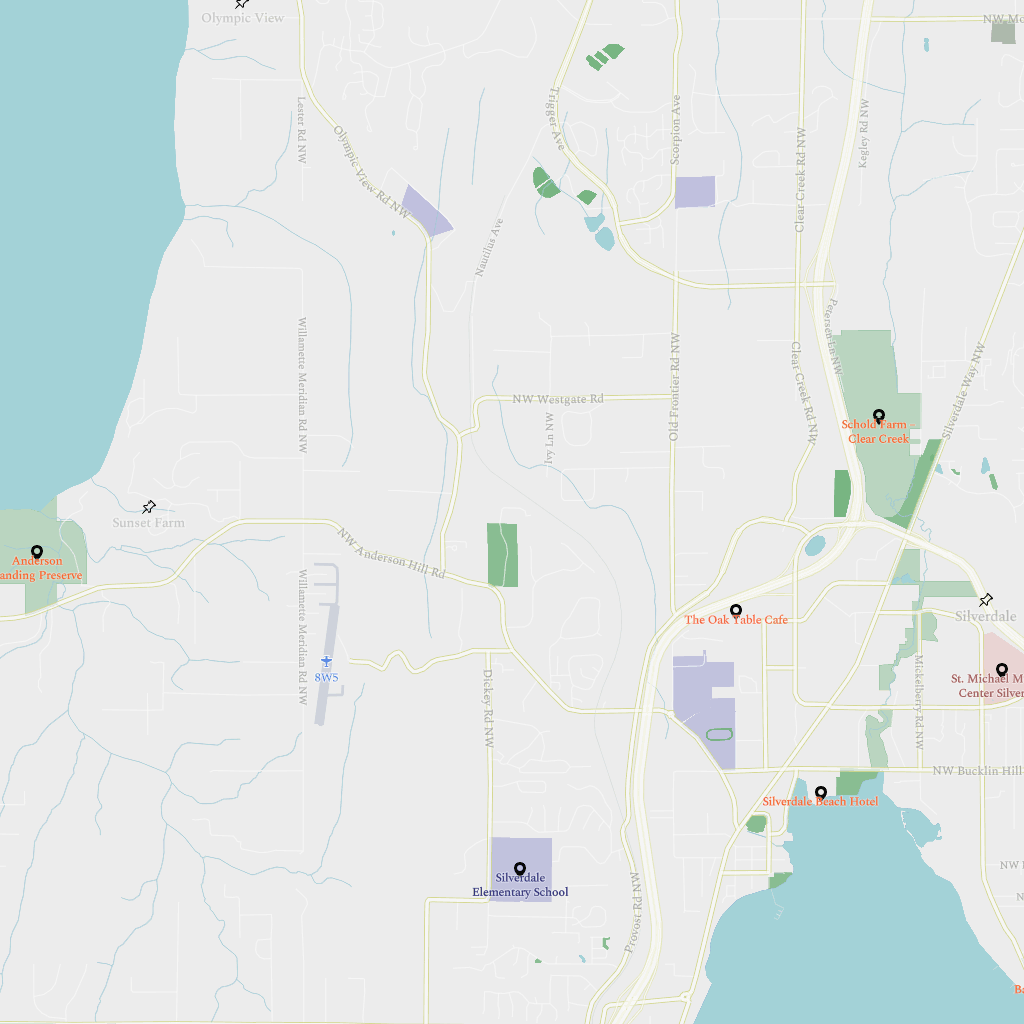 Olympic View
NW Mo
Lester Rd NW
Olympic View Rd NW
Trigger Ave
Scorpion Ave
Clear Creek Rd NW
Kegley Rd NW
Nautilus Ave
Petersen Ln NW
Willamette Meridian Rd NW
Old Frontier Rd NW
Clear Creek Rd NW
Silverdale Way NW
NW Westgate Rd
Ivy Ln NW
Schold Farm -
Clear Creek
Sunset Farm
NW Anderson Hill Rd
Anderson
anding Preserve
Willamette Meridian Rd NW
The Oak Table Cafe
Silverdale
8W5
Dickey Rd NW
Mickelberry Rd NW
St. Michael M
Center Silver
NW Bucklin Hill
Silverdale Beach Hotel
Silverdale
Elementary School
Provost Rd NW
NW
N
Ba